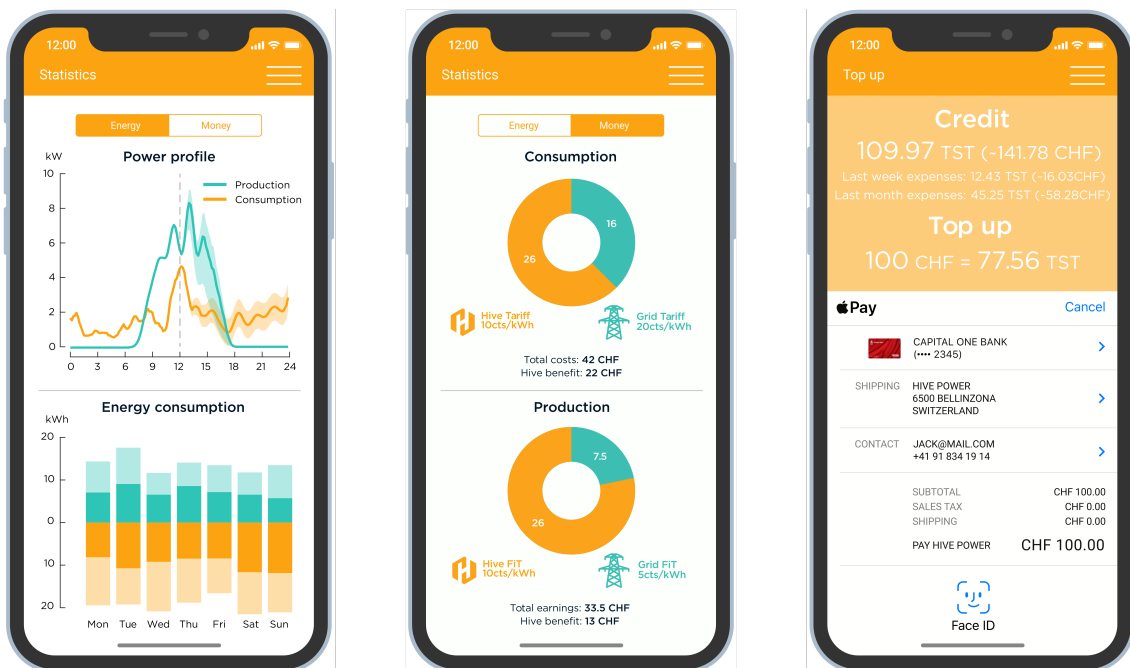 12:00
Statistics
Energy
Money
kW
Power profile
10
8
6
4
2
0
Production
Consumption
0 3 6 9 12 15 18 21 24
Energy consumption
kWh
20
10
0
10
20
Mon Tue Wed Thu Fri Sat Sun
12:00
Statistics
Energy
Money
Consumption
16
26
Hive Tariff
10cts/kWh
Grid Tariff
20cts/kWh
Total costs: 42 CHF
Hive benefit: 22 CHF
Production
7.5
26
Hive FiT
10cts/kWh
Grid FiT
5cts/kWh
Total earnings: 33.5 CHF
Hive benefit: 13 CHF
12:00
Top up
Credit
109.97 TST (~141.78 CHF)
Last week expenses: 12.43 TST (~16.03CHF)
Last month expenses: 45.25 TST (~58.28CHF)
Top up
100 CHF = 77.56 TST
Pay
Cancel
CAPITAL ONE BANK
(•••• 2345)
SHIPPING
HIVE POWER
6500 BELLINZONA
SWITZERLAND
CONTACT
JACK@MAIL.COM
+41 91 834 19 14
SUBTOTAL CHF 100.00
SALES TAX CHF 0.00
SHIPPING CHF 0.00
PAY HIVE POWER CHF 100.00
Face ID